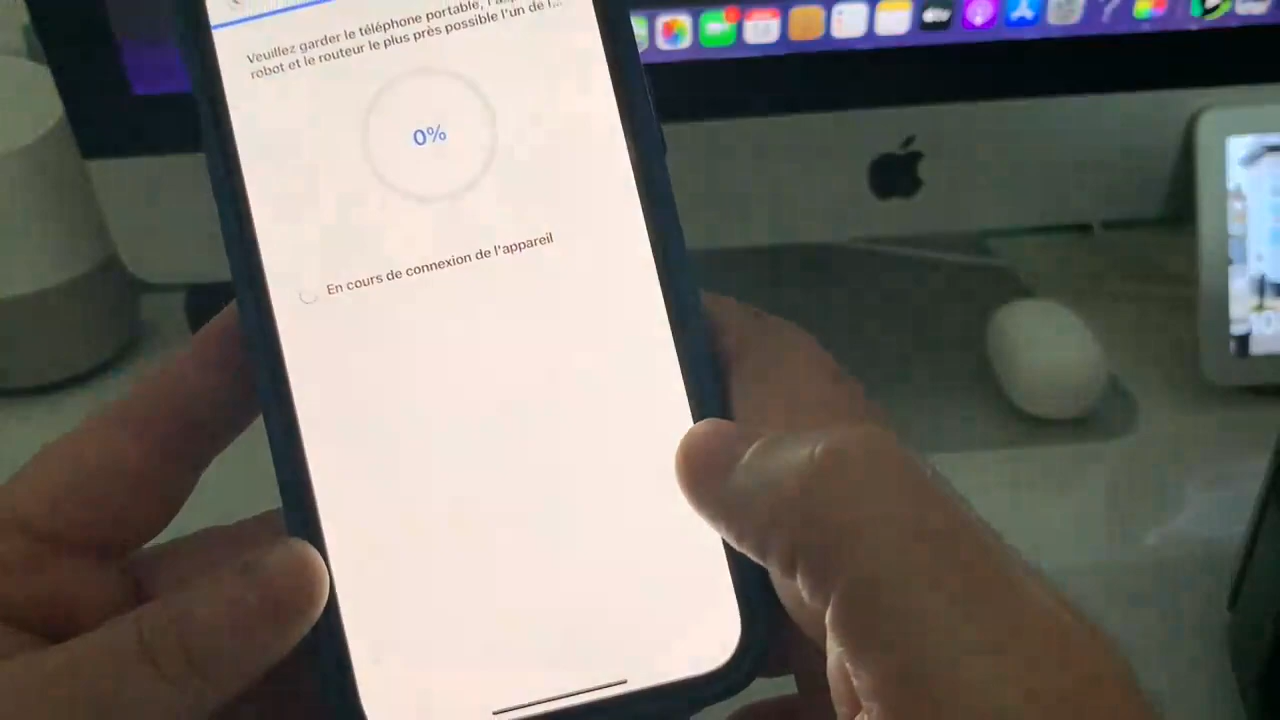 Veuillez garder le téléphone portable,
robot et le routeur le plus près possible l'un de l...
0%
En cours de connexion de l'appareil